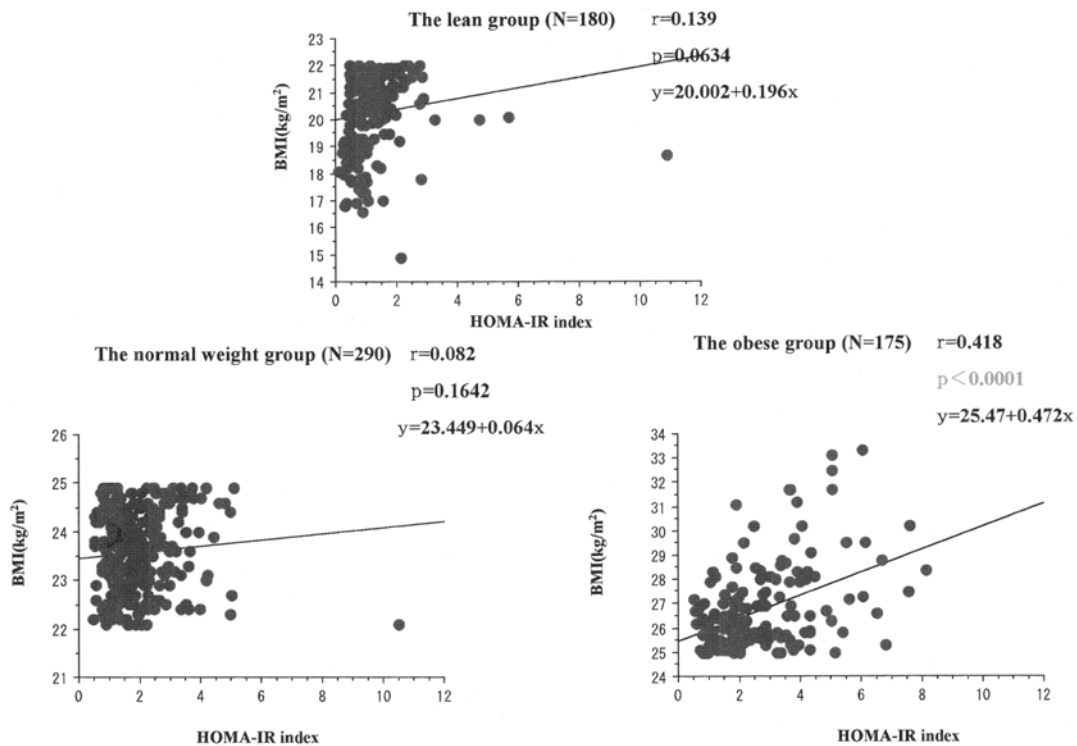 The lean group (N=180)
r=0.139
p=0.0634
y=20.002+0.196x
23
22
21
20
19
18
17
16
15
14
BMI(kg/m²)
0 2 4 6 8 10 12
HOMA-IR index
The normal weight group (N=290)
r=0.082
p=0.1642
y=23.449+0.064x
26
25
24
23
22
21
BMI(kg/m²)
0 2 4 6 8 10 12
HOMA-IR index
The obese group (N=175)
r=0.418
p<0.0001
y=25.47+0.472x
34
33
32
31
30
29
28
27
26
25
24
BMI(kg/m²)
0 2 4 6 8 10 12
HOMA-IR index